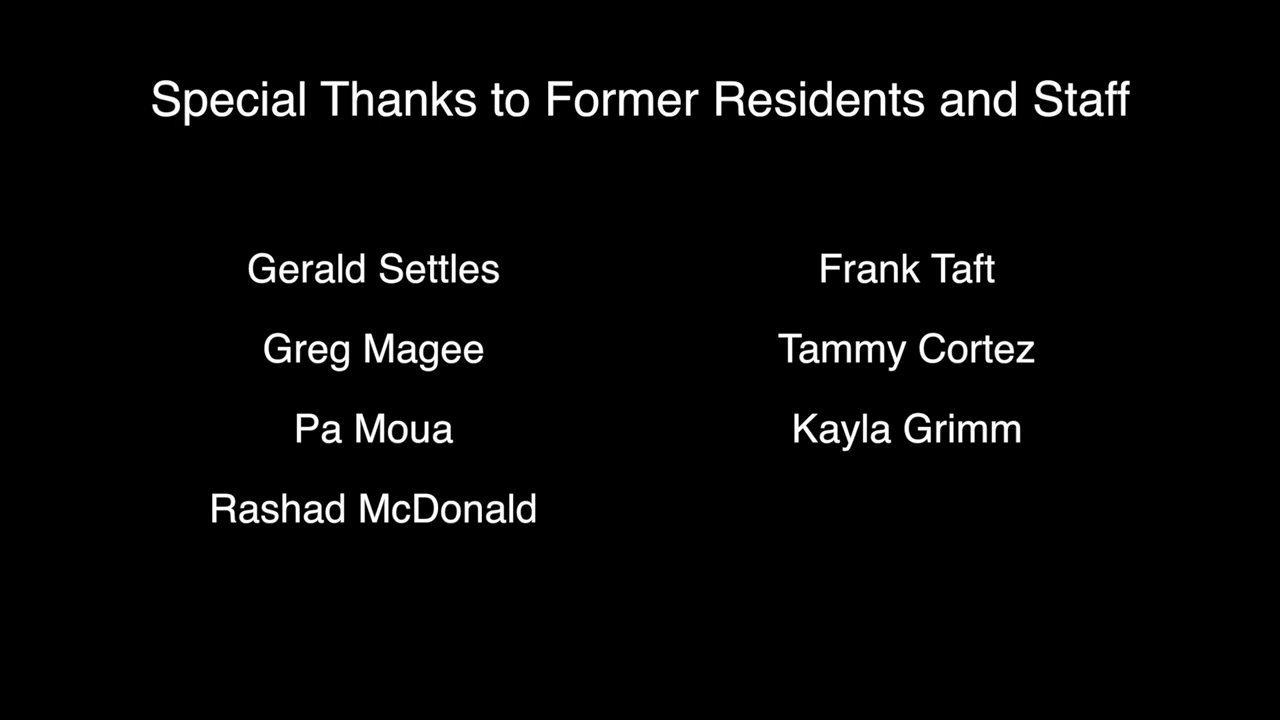 Special Thanks to Former Residents and Staff
Gerald Settles
Greg Magee
Pa Moua
Rashad McDonald
Frank Taft
Tammy Cortez
Kayla Grimm